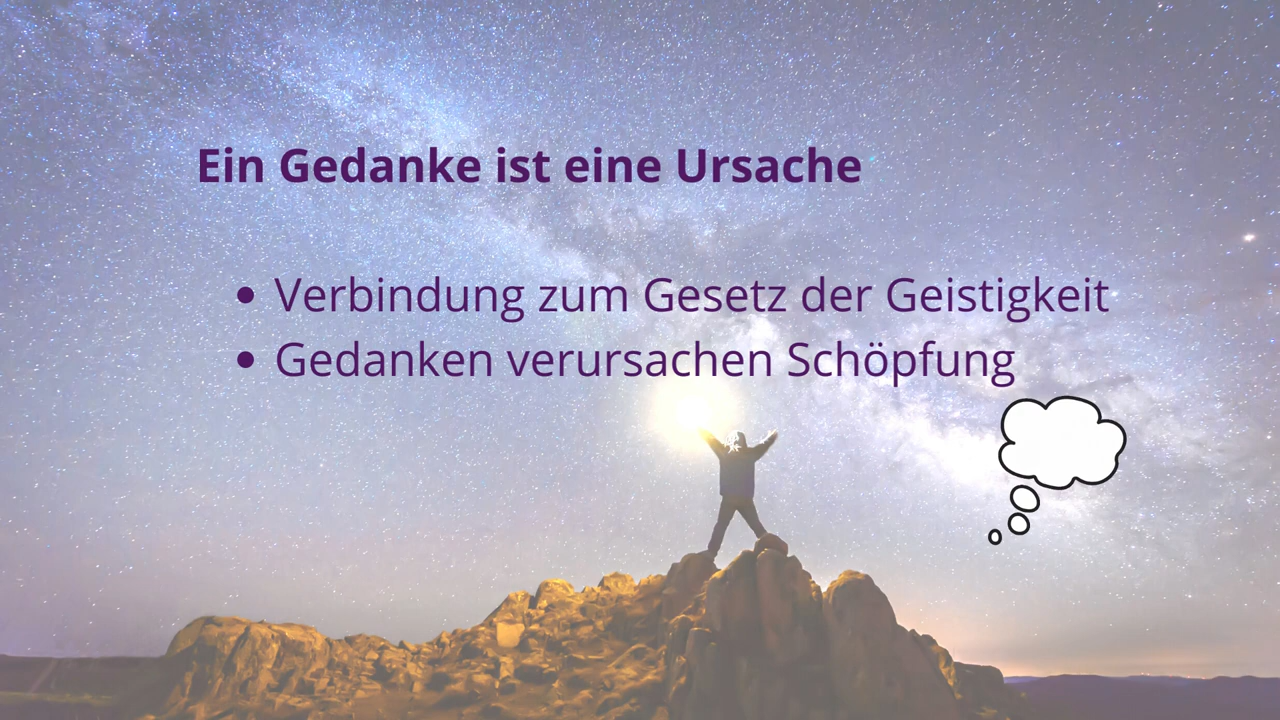 Ein Gedanke ist eine Ursache
• Verbindung zum Gesetz der Geistigkeit
• Gedanken verursachen Schöpfung